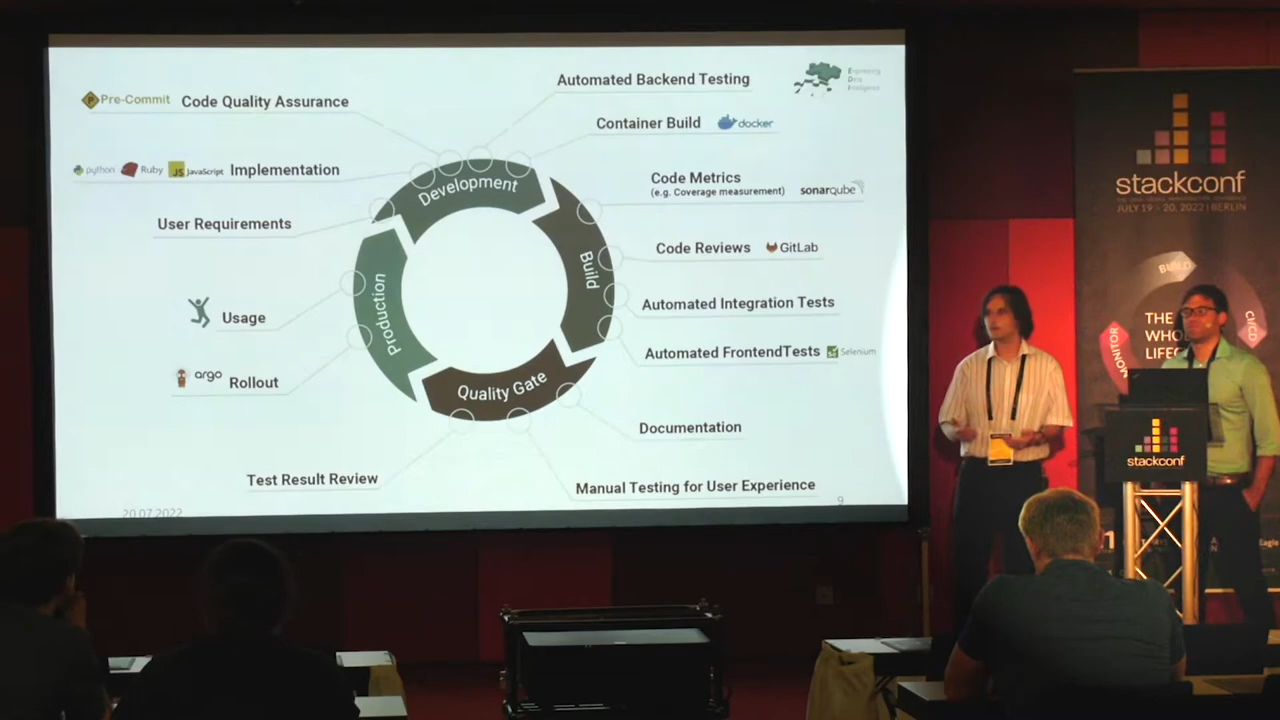 Automated Backend Testing
Engineering
Data
Intelligence
Pre-Commit Code Quality Assurance
Container Build docker
python Ruby JS JavaScript Implementation
Code Metrics
(e.g. Coverage measurement) sonarqube
User Requirements
Code Reviews GitLab
Usage
Automated Integration Tests
argo Rollout
Automated FrontendTests Selenium
Documentation
Test Result Review
Manual Testing for User Experience
Development
Build
Quality Gate
Production
20.07.2022
9
stackconf
JULY 19 - 20, 2022 | BERLIN
BUILD
CI/CD
MONITOR
THE
WHO
LIFEC
stackconf